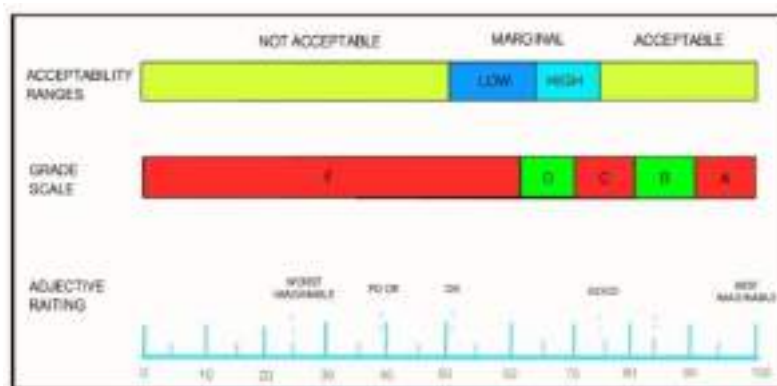 NOT ACCEPTABLE MARGINAL ACCEPTABLE
ACCEPTABILITY
RANGES
LOW HIGH
GRADE
SCALE
F D C B A
ADJECTIVE
RAITING
WORST
IMAGINABLE
POOR
OK
GOOD
BEST
IMAGINABLE
0 10 20 30 40 50 60 70 80 90 100